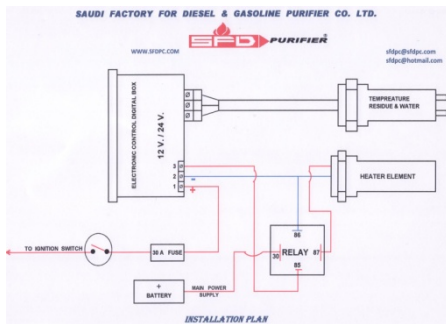 SAUDI FACTORY FOR DIESEL & GASOLINE PURIFIER CO. LTD.
SFD PURIFIER®
WWW.SFDPC.COM
sfdpc@sfdpc.com
sfdpc@hotmail.com
ELECTRONIC CONTROL DIGITAL BOX
12 V. / 24 V.
TEMPREATURE
RESIDUE & WATER
3
2
1
-
+
HEATER ELEMENT
86
RELAY
30
87
85
TO IGNITION SWITCH
30 A FUSE
+
BATTERY
MAIN POWER
SUPPLY
INSTALLATION PLAN